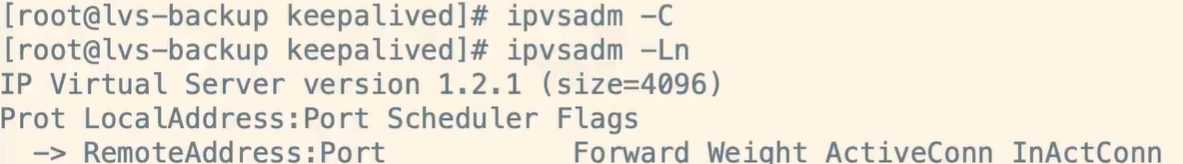 [root@lvs-backup keepalived]# ipvsadm -C
[root@lvs-backup keepalived]# ipvsadm -Ln
IP Virtual Server version 1.2.1 (size=4096)
Prot LocalAddress:Port Scheduler Flags
  -> RemoteAddress:Port           Forward Weight ActiveConn InActConn